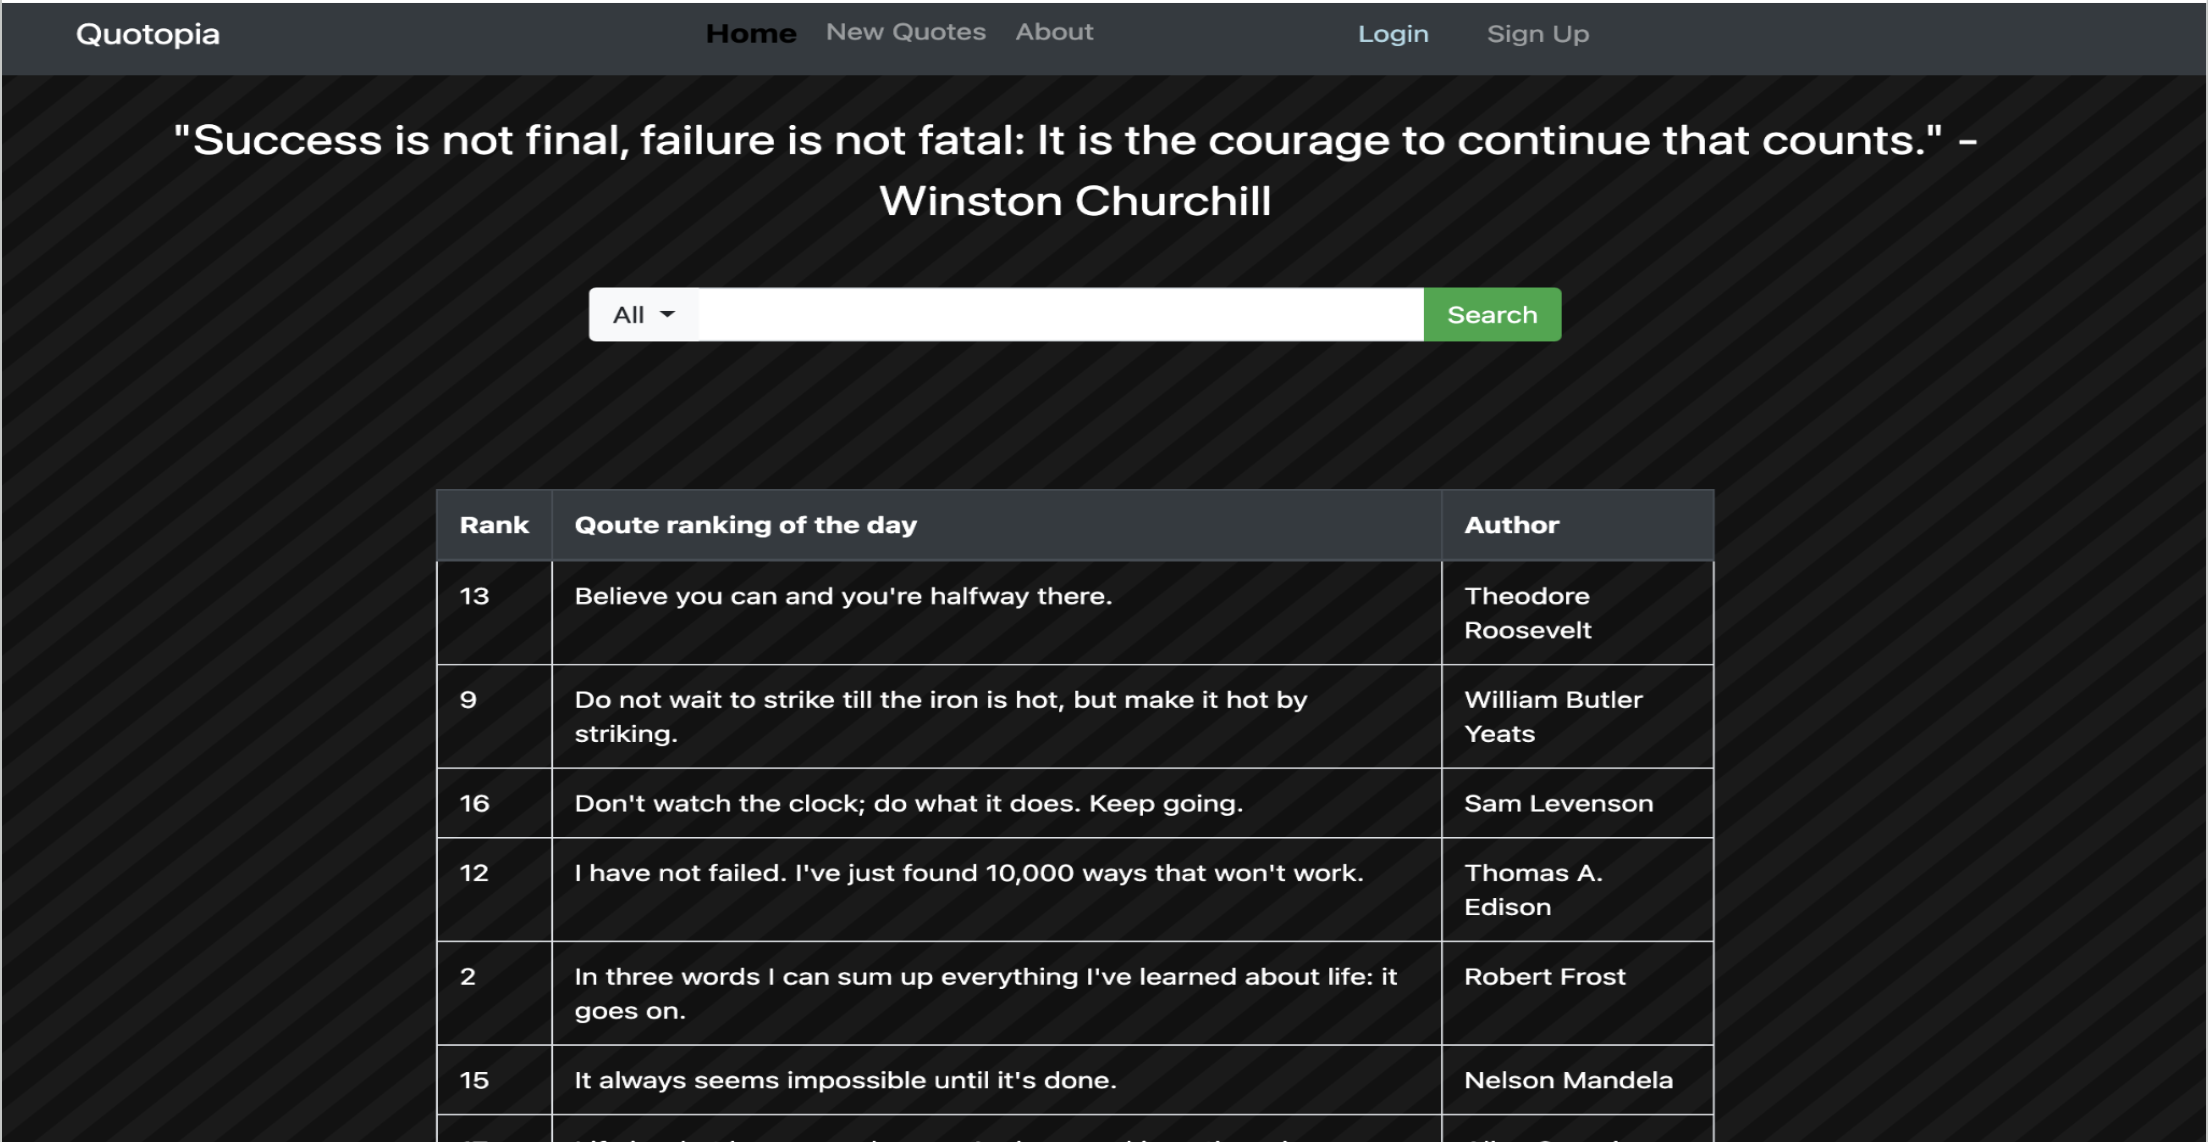 Quotopia Home New Quotes About Login Sign Up
"Success is not final, failure is not fatal: It is the courage to continue that counts." -
Winston Churchill
All Search
Rank Qoute ranking of the day Author
13 Believe you can and you're halfway there. Theodore
Roosevelt
9 Do not wait to strike till the iron is hot, but make it hot by William Butler
striking. Yeats
16 Don't watch the clock; do what it does. Keep going. Sam Levenson
12 I have not failed. I've just found 10,000 ways that won't work. Thomas A.
Edison
2 In three words I can sum up everything I've learned about life: it Robert Frost
goes on.
15 It always seems impossible until it's done. Nelson Mandela